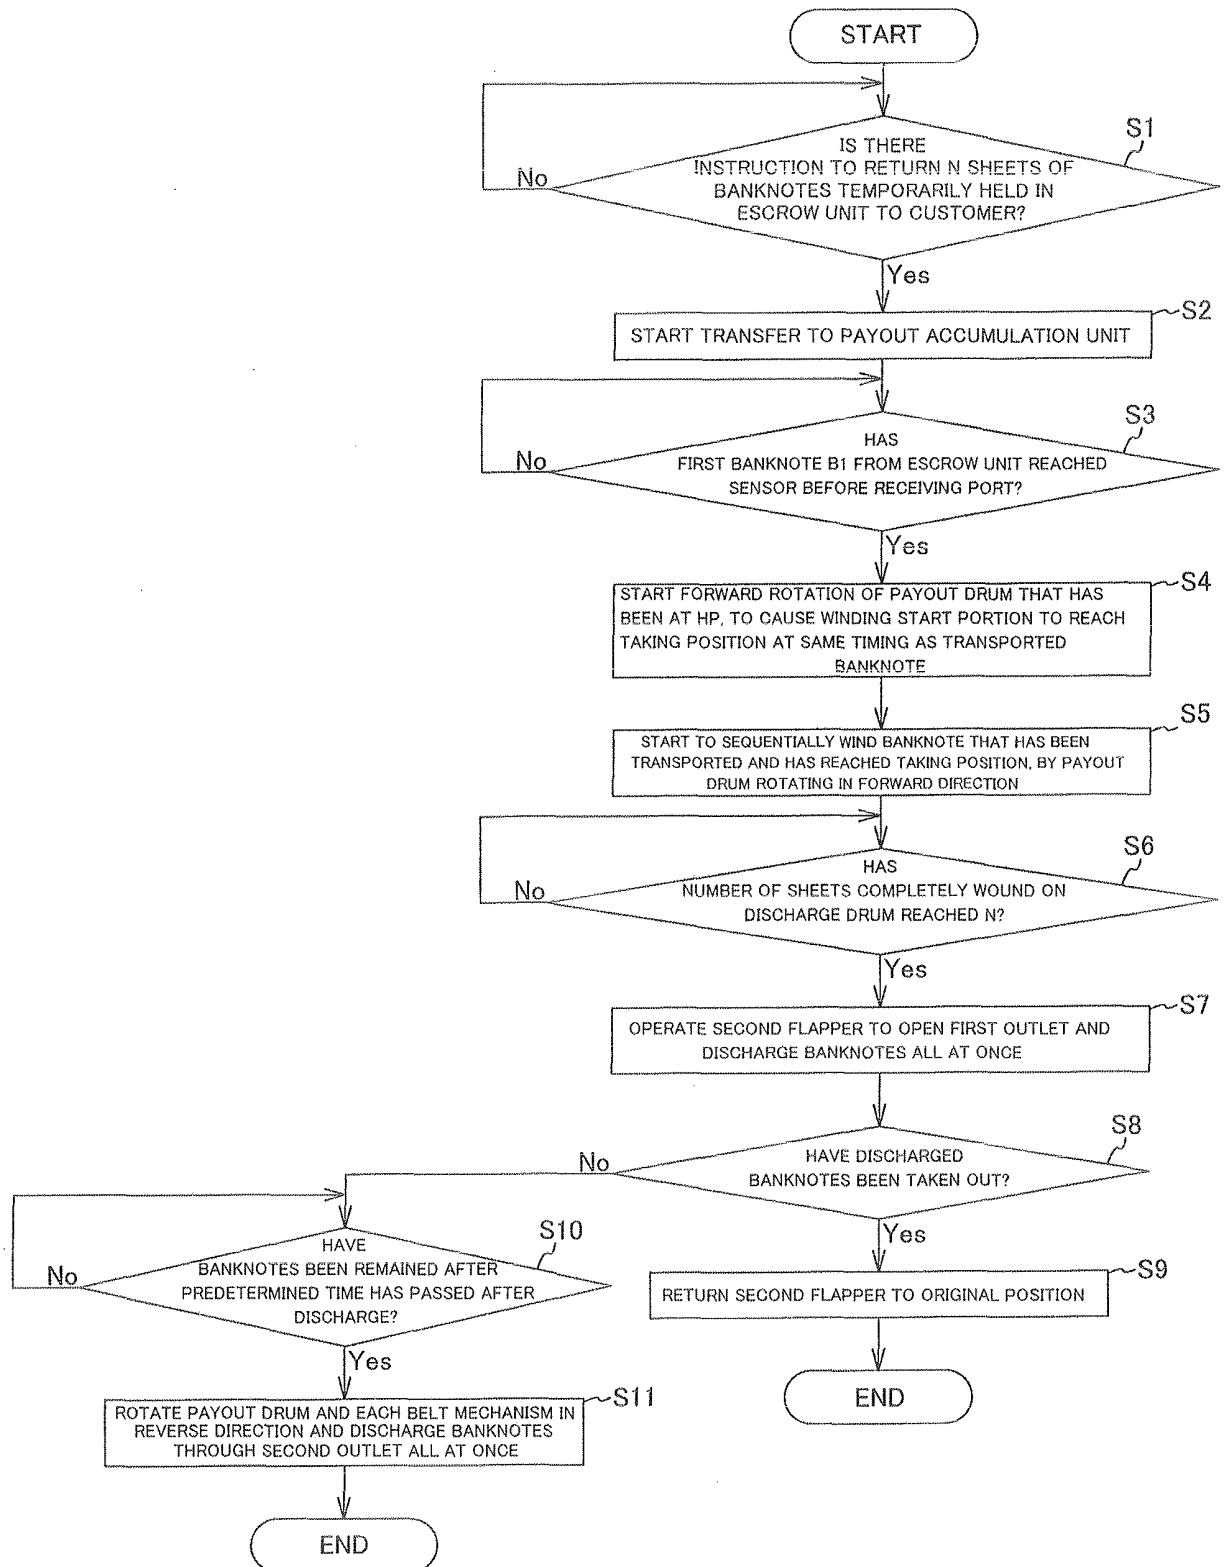 START
S1
IS THERE
INSTRUCTION TO RETURN N SHEETS OF
BANKNOTES TEMPORARILY HELD IN
ESCROW UNIT TO CUSTOMER?
No
Yes
S2
START TRANSFER TO PAYOUT ACCUMULATION UNIT
S3
HAS
FIRST BANKNOTE B1 FROM ESCROW UNIT REACHED
SENSOR BEFORE RECEIVING PORT?
No
Yes
S4
START FORWARD ROTATION OF PAYOUT DRUM THAT HAS
BEEN AT HP, TO CAUSE WINDING START PORTION TO REACH
TAKING POSITION AT SAME TIMING AS TRANSPORTED
BANKNOTE
S5
START TO SEQUENTIALLY WIND BANKNOTE THAT HAS BEEN
TRANSPORTED AND HAS REACHED TAKING POSITION, BY PAYOUT
DRUM ROTATING IN FORWARD DIRECTION
S6
HAS
NUMBER OF SHEETS COMPLETELY WOUND ON
DISCHARGE DRUM REACHED N?
No
Yes
S7
OPERATE SECOND FLAPPER TO OPEN FIRST OUTLET AND
DISCHARGE BANKNOTES ALL AT ONCE
S8
HAVE DISCHARGED
BANKNOTES BEEN TAKEN OUT?
No
Yes
S9
RETURN SECOND FLAPPER TO ORIGINAL POSITION
END
S10
HAVE
BANKNOTES BEEN REMAINED AFTER
PREDETERMINED TIME HAS PASSED AFTER
DISCHARGE?
No
Yes
S11
ROTATE PAYOUT DRUM AND EACH BELT MECHANISM IN
REVERSE DIRECTION AND DISCHARGE BANKNOTES
THROUGH SECOND OUTLET ALL AT ONCE
END